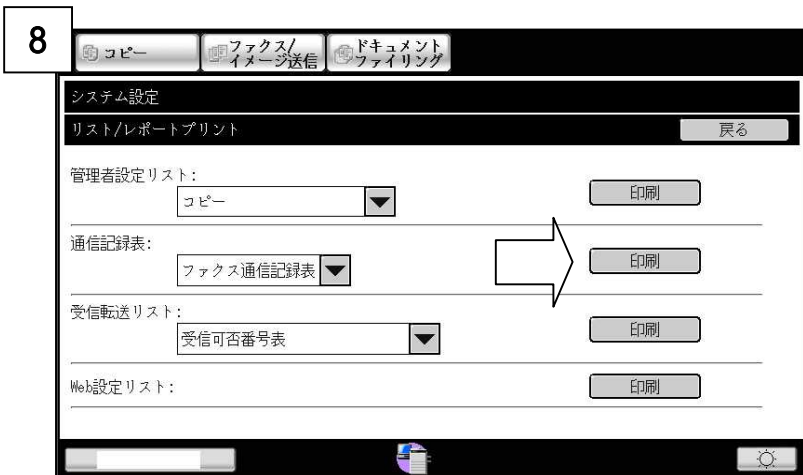 8
コピー
ファクス/
イメージ送信
ドキュメント
ファイリング
システム設定
リスト/レポートプリント
戻る
管理者設定リスト:
コピー
印刷
通信記録表:
ファクス通信記録表
印刷
受信転送リスト:
受信可否番号表
印刷
Web設定リスト:
印刷